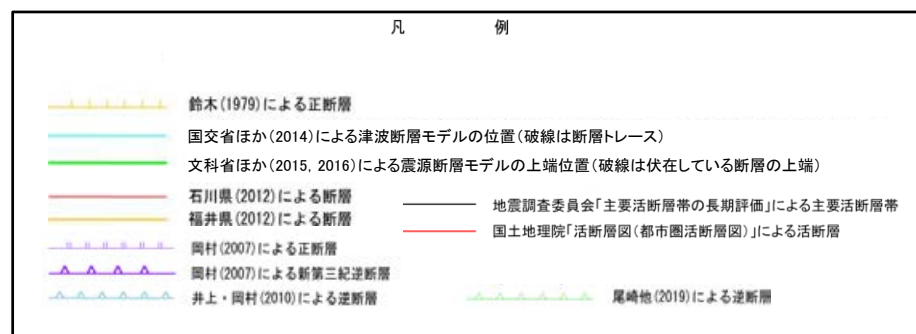 凡 例
鈴木(1979)による正断層
国交省ほか(2014)による津波断層モデルの位置(破線は断層トレース)
文科省ほか(2015, 2016)による震源断層モデルの上端位置(破線は伏在している断層の上端)
石川県(2012)による断層
福井県(2012)による断層
岡村(2007)による正断層
岡村(2007)による新第三紀逆断層
井上・岡村(2010)による逆断層
地震調査委員会「主要活断層帯の長期評価」による主要活断層帯
国土地理院「活断層図(都市圏活断層図)」による活断層
尾崎他(2019)による逆断層